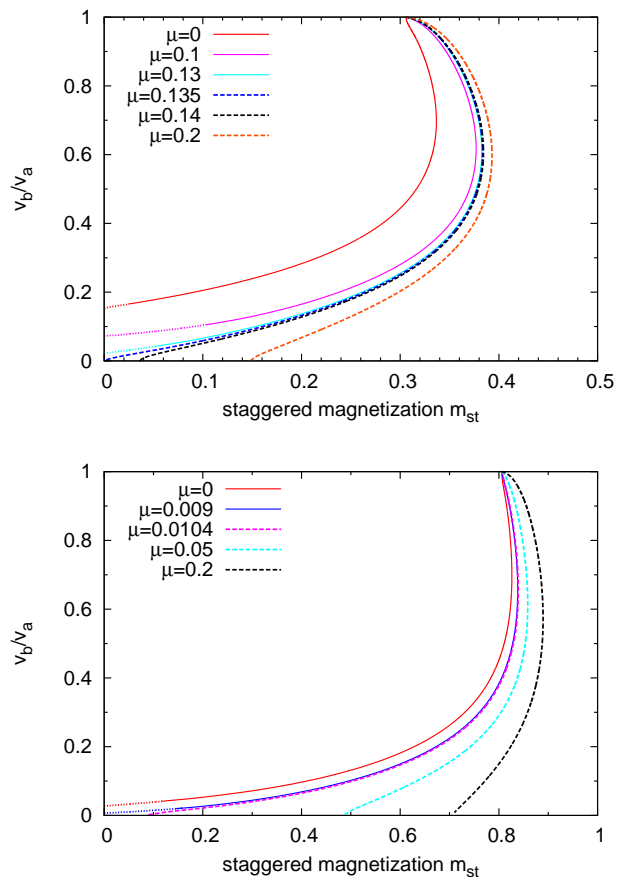 1
0.8
0.6
0.4
0.2
0
v_b/v_a
μ=0
μ=0.1
μ=0.13
μ=0.135
μ=0.14
μ=0.2
0 0.1 0.2 0.3 0.4 0.5
staggered magnetization m_st
1
0.8
0.6
0.4
0.2
0
v_b/v_a
μ=0
μ=0.009
μ=0.0104
μ=0.05
μ=0.2
0 0.2 0.4 0.6 0.8 1
staggered magnetization m_st